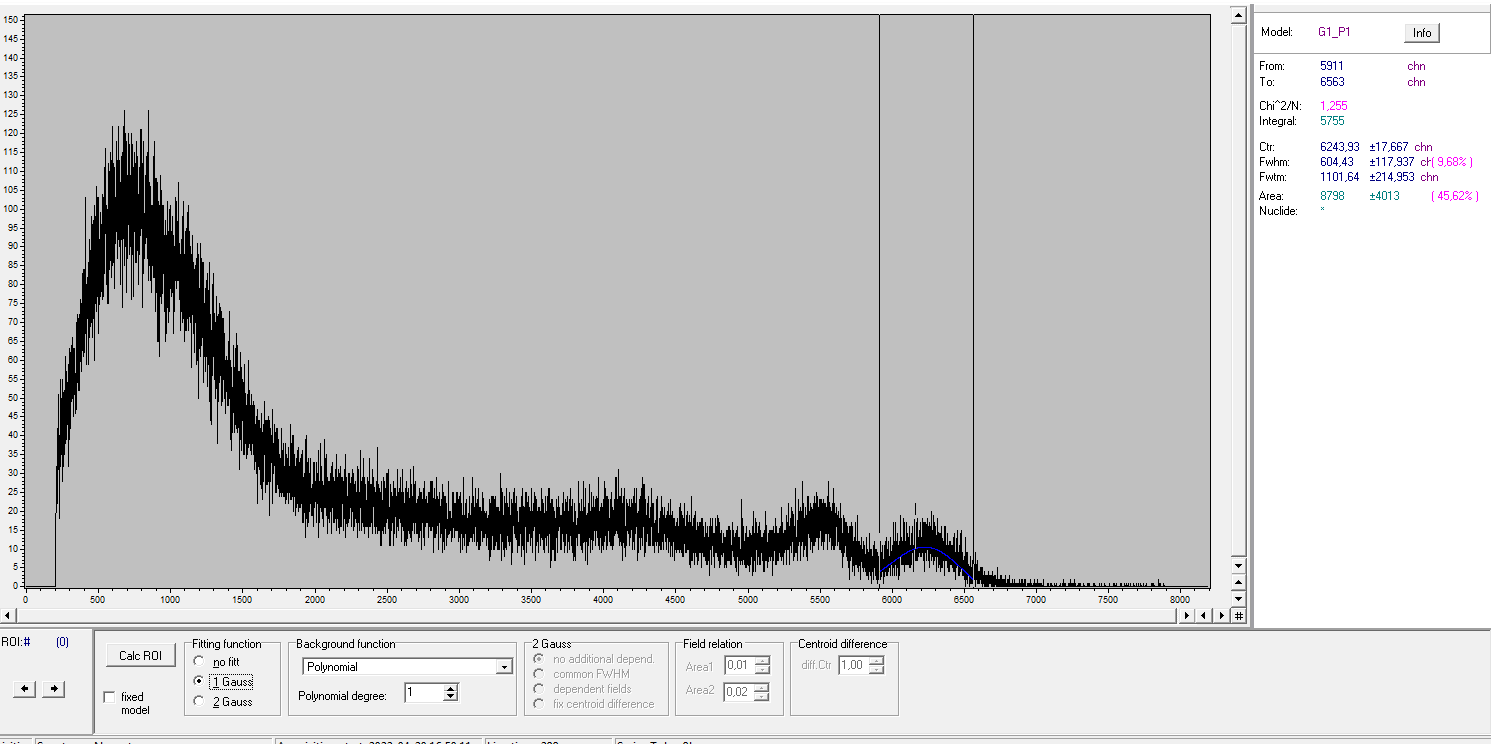 150
145
140
135
130
125
120
115
110
105
100
95
90
85
80
75
70
65
60
55
50
45
40
35
30
25
20
15
10
5
0
0 500 1000 1500 2000 2500 3000 3500 4000 4500 5000 5500 6000 6500 7000 7500 8000
Model: G1_P1 Info
From: 5911 chn
To: 6563 chn
Chi^2/N: 1,255
Integral: 5755
Ctr: 6243,93 ±17,667 chn
Fwhm: 604,43 ±117,937 ch( 9,68% )
Fwtm: 1101,64 ±214,953 chn
Area: 8798 ±4013 ( 45,62% )
Nuclide: *
ROI:# (0)
Calc ROI
fixed
model
Fitting function
no fitt
1 Gauss
2 Gauss
Background function
Polynomial
Polynomial degree: 1
2 Gauss
no additional depend.
common FWHM
dependent fields
fix centroid difference
Field relation
Area1 0,01
Area2 0,02
Centroid difference
diff.Ctr 1,00